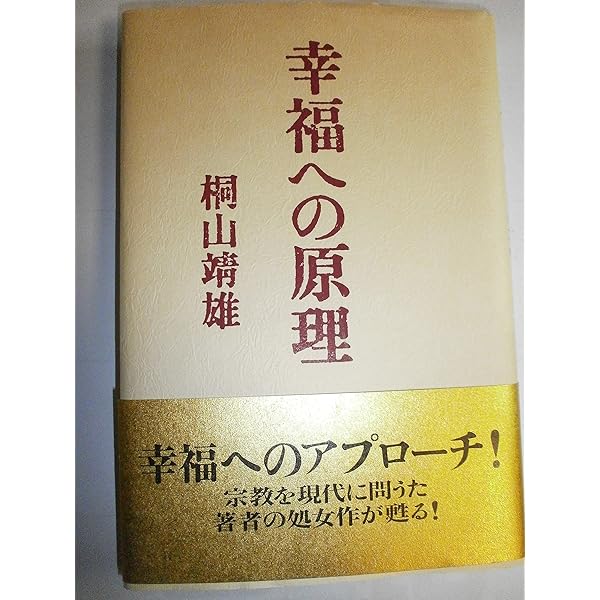 幸福への原理
桐山靖雄
幸福へのアプローチ!
宗教を現代に問うた
著者の処女作が甦る!